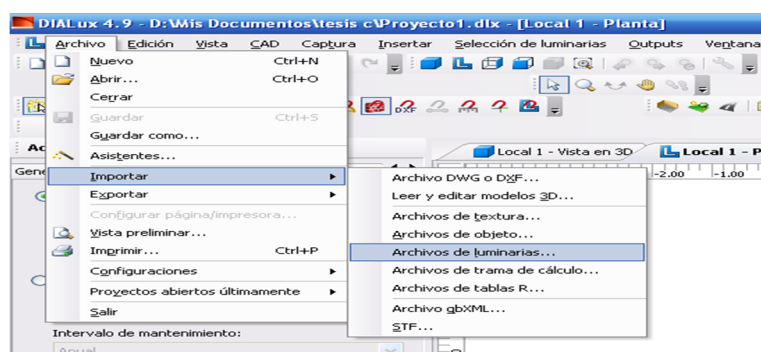 DIALux 4.9 - D:\Mis Documentos\tesis c\Proyecto1.dlx - [Local 1 - Planta]
Archivo Edición Vista CAD Captura Insertar Selección de luminarias Outputs Ventana
Nuevo Ctrl+N
Abrir... Ctrl+O
Cerrar
Guardar Ctrl+S
Guardar como...
Asistentes...
Importar
Exportar
Configurar página/impresora...
Vista preliminar...
Imprimir... Ctrl+P
Configuraciones
Proyectos abiertos últimamente
Salir
DXF
Local 1 - Vista en 3D Local 1 - P
-2.00 -1.00
Archivo DWG o DXF...
Leer y editar modelos 3D...
Archivos de textura...
Archivos de objeto...
Archivos de luminarias...
Archivos de trama de cálculo...
Archivos de tablas R...
Archivo gbXML...
STF...
Ac
Gene
Intervalo de mantenimiento:
Anual